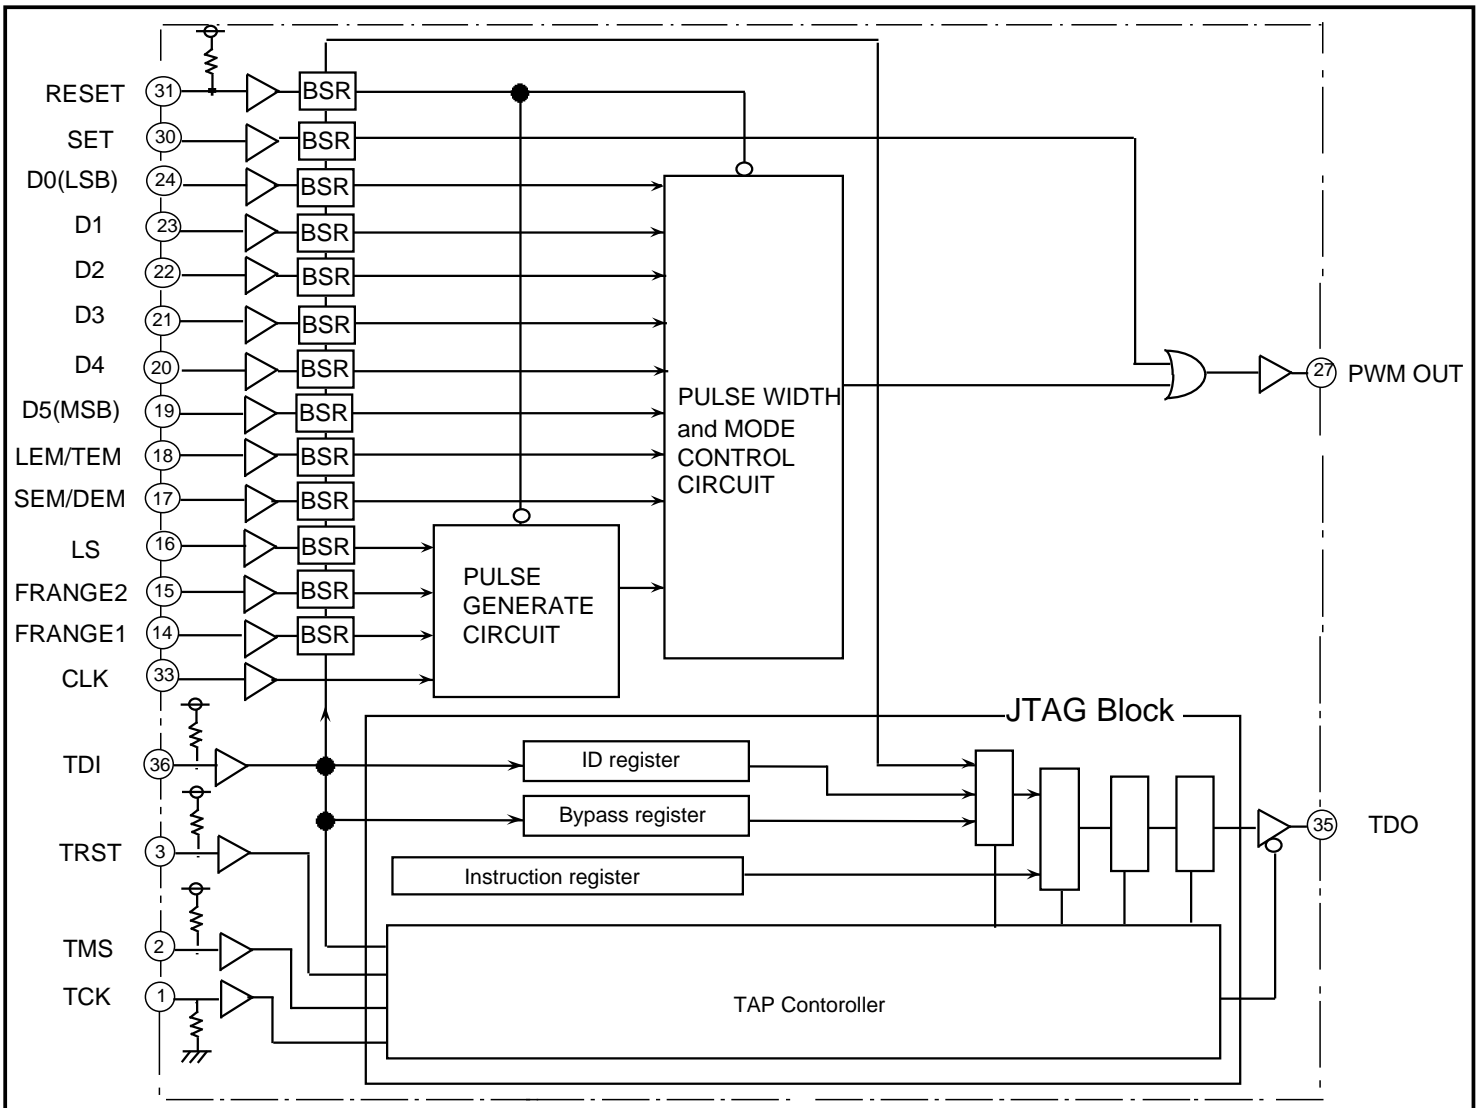 RESET 31 BSR
SET 30 BSR
D0(LSB) 24 BSR
D1 23 BSR
D2 22 BSR
D3 21 BSR
D4 20 BSR
D5(MSB) 19 BSR
LEM/TEM 18 BSR
SEM/DEM 17 BSR
LS 16 BSR
FRANGE2 15 BSR
FRANGE1 14 BSR
CLK 33
PULSE WIDTH
and MODE
CONTROL
CIRCUIT
27 PWM OUT
PULSE
GENERATE
CIRCUIT
JTAG Block
TDI 36
ID register
Bypass register
Instruction register
35 TDO
TRST 3
TMS 2
TCK 1
TAP Contoroller